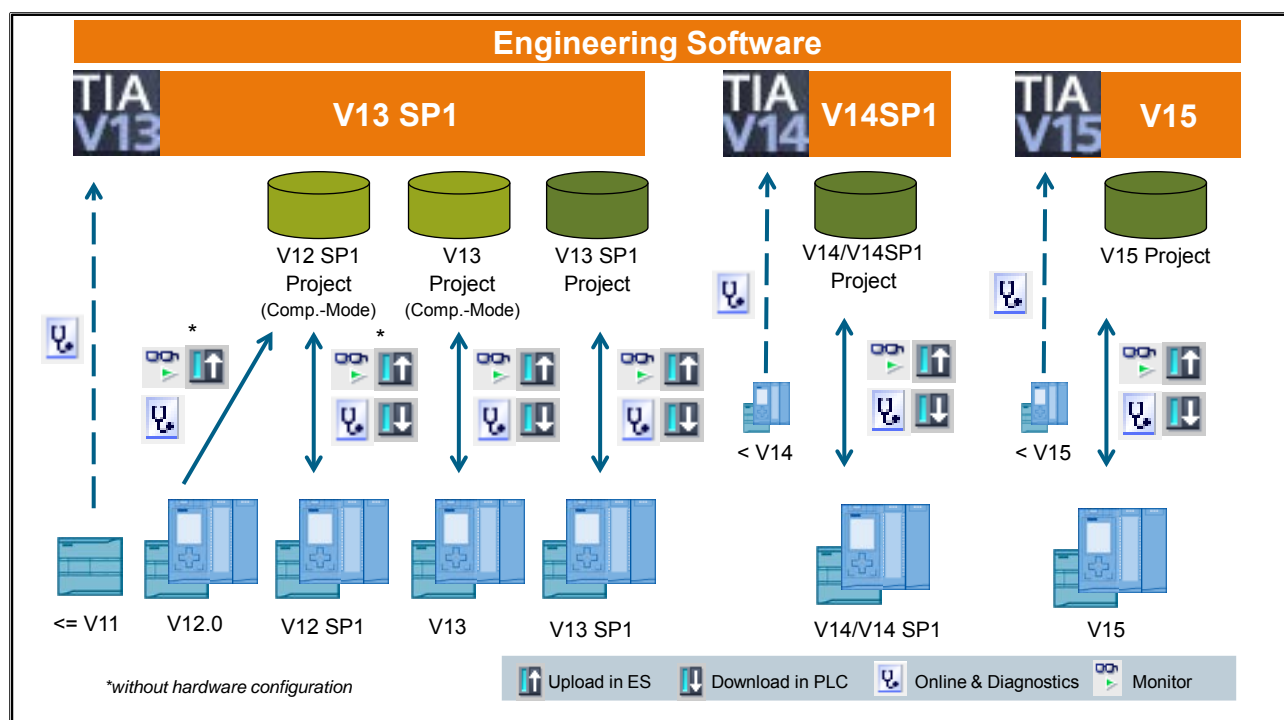 Engineering Software
TIA V13
V13 SP1
TIA V14
V14SP1
TIA V15
V15
V12 SP1
Project
(Comp.-Mode)
V13
Project
(Comp.-Mode)
V13 SP1
Project
V14/V14SP1
Project
V15 Project
*
*
< V14
< V15
<= V11
V12.0
V12 SP1
V13
V13 SP1
V14/V14 SP1
V15
*without hardware configuration
Upload in ES
Download in PLC
Online & Diagnostics
Monitor